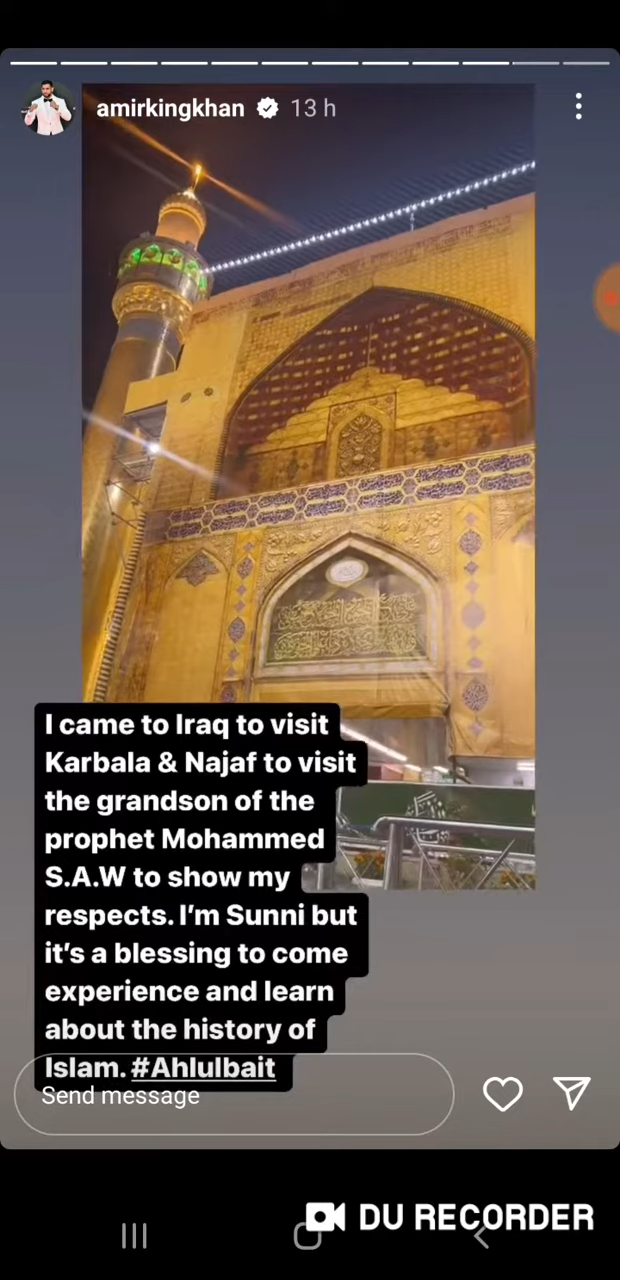 amirkingkhan 13 h
I came to Iraq to visit
Karbala & Najaf to visit
the grandson of the
prophet Mohammed
S.A.W to show my
respects. I'm Sunni but
it's a blessing to come
experience and learn
about the history of
Islam. #Ahlulbait
Send message
DU RECORDER